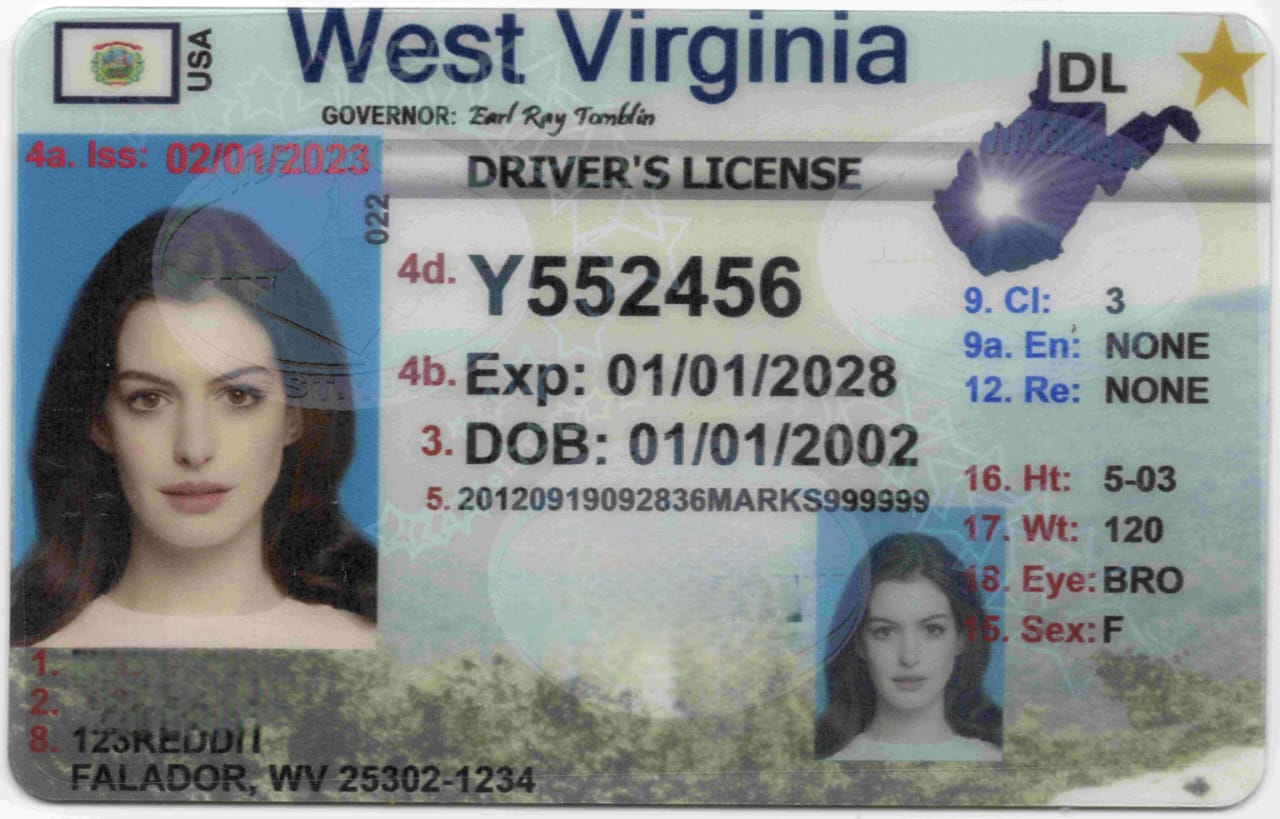 USA
West Virginia
GOVERNOR: Earl Ray Tomblin
DL
4a. Iss: 02/01/2023
DRIVER'S LICENSE
022
4d. Y552456
4b. Exp: 01/01/2028
3. DOB: 01/01/2002
5. 20120919092836MARKS999999
9. Cl: 3
9a. En: NONE
12. Re: NONE
16. Ht: 5-03
17. Wt: 120
18. Eye: BRO
15. Sex: F
1.
2.
8. 123REDDIT
FALADOR, WV 25302-1234